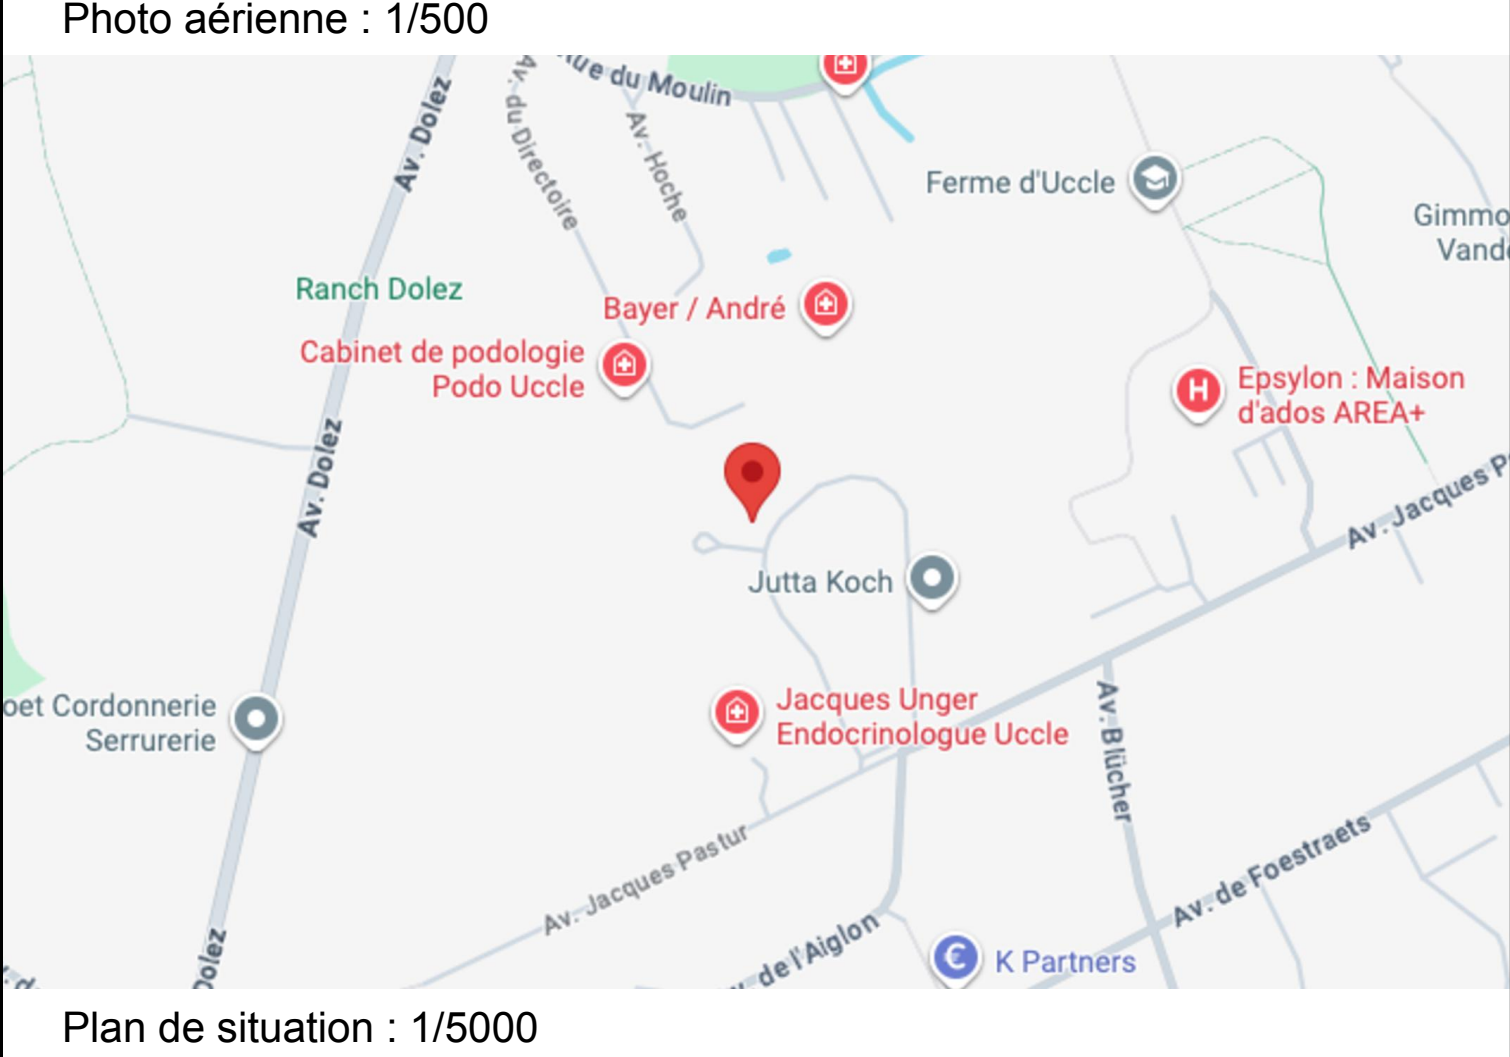 Photo aérienne : 1/500
Rue du Moulin
Av. Dolez
Av. du Directoire
Av. Hoche
Ferme d'Uccle
Gimmo
Vande
Ranch Dolez
Bayer / André
Cabinet de podologie
Podo Uccle
H
Epsylon : Maison
d'ados AREA+
Av. Dolez
Av. Jacques P
Jutta Koch
oet Cordonnerie
Serrurerie
Jacques Unger
Endocrinologue Uccle
Av. Blücher
Av. Jacques Pastur
Av. de Foestraets
Dolez
de l'Aiglon
€
K Partners
Plan de situation : 1/5000